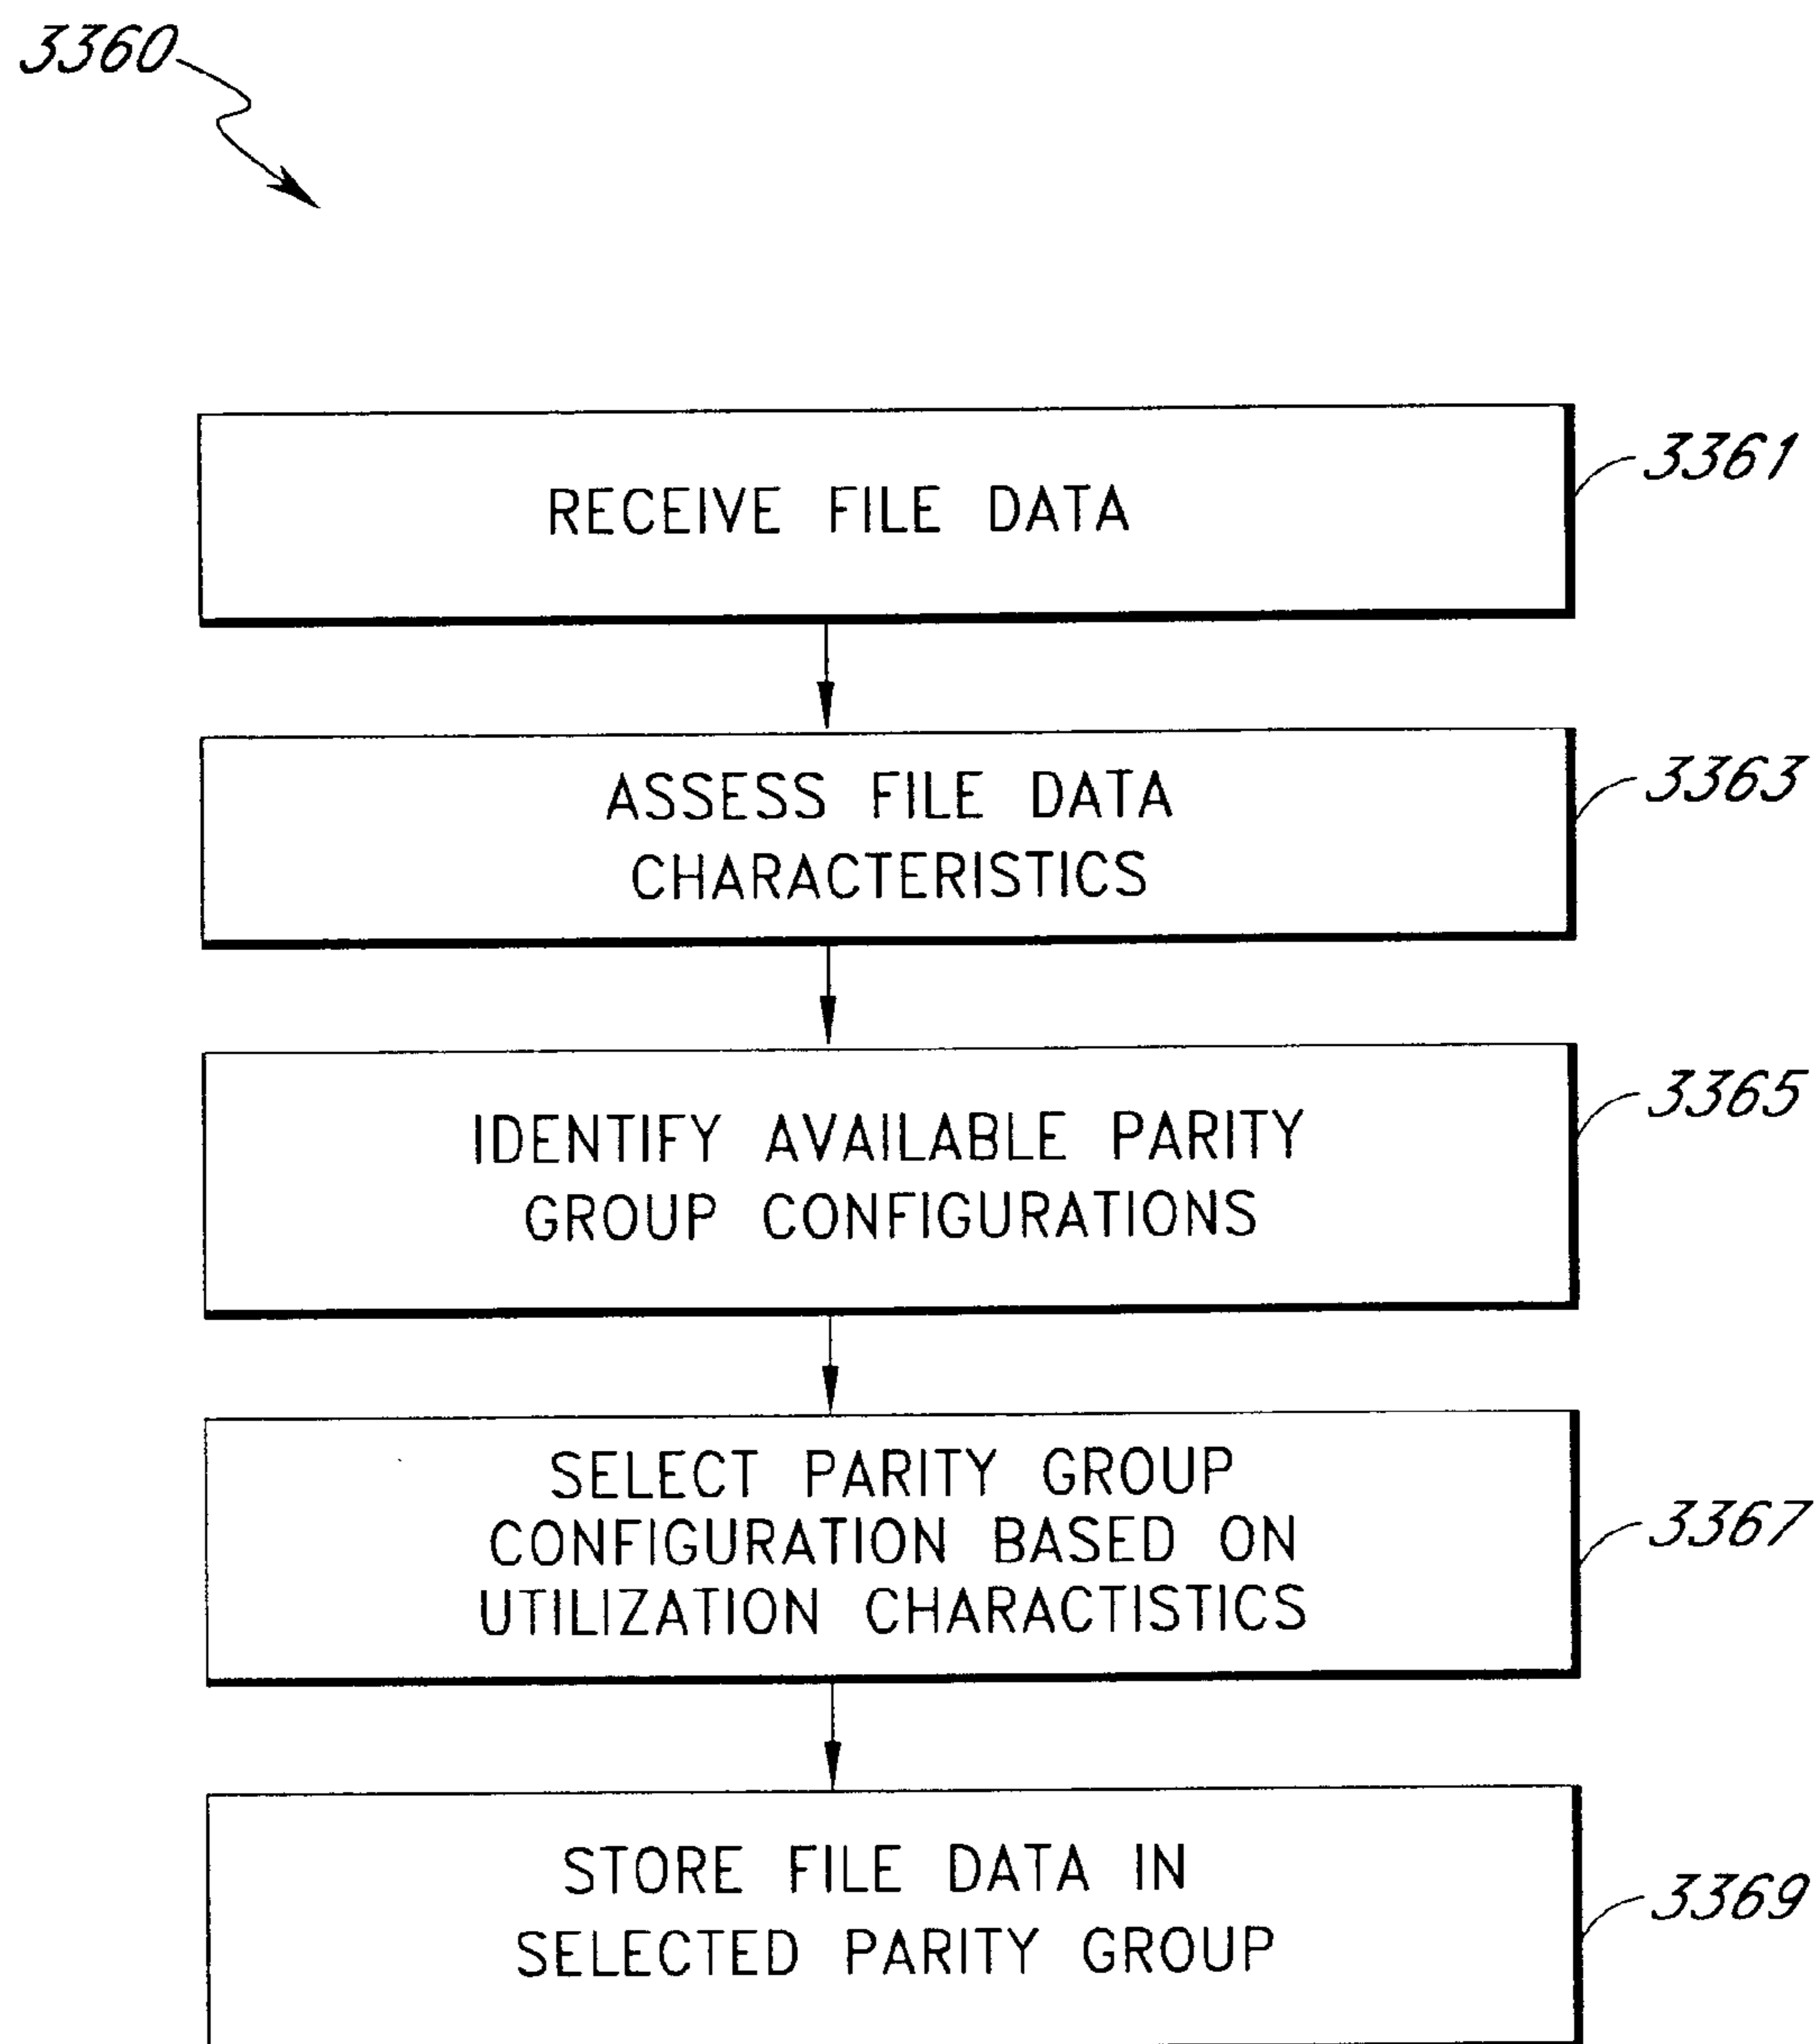 3360
RECEIVE FILE DATA
3361
ASSESS FILE DATA
CHARACTERISTICS
3363
IDENTIFY AVAILABLE PARITY
GROUP CONFIGURATIONS
3365
SELECT PARITY GROUP
CONFIGURATION BASED ON
UTILIZATION CHARACTISTICS
3367
STORE FILE DATA IN
SELECTED PARITY GROUP
3369